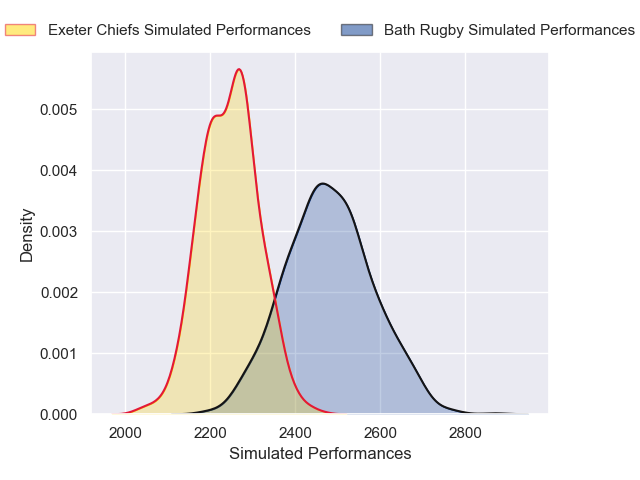 Exeter Chiefs Simulated Performances
Bath Rugby Simulated Performances
0.005
0.004
0.003
0.002
0.001
0.000
Density
2000 2200 2400 2600 2800
Simulated Performances